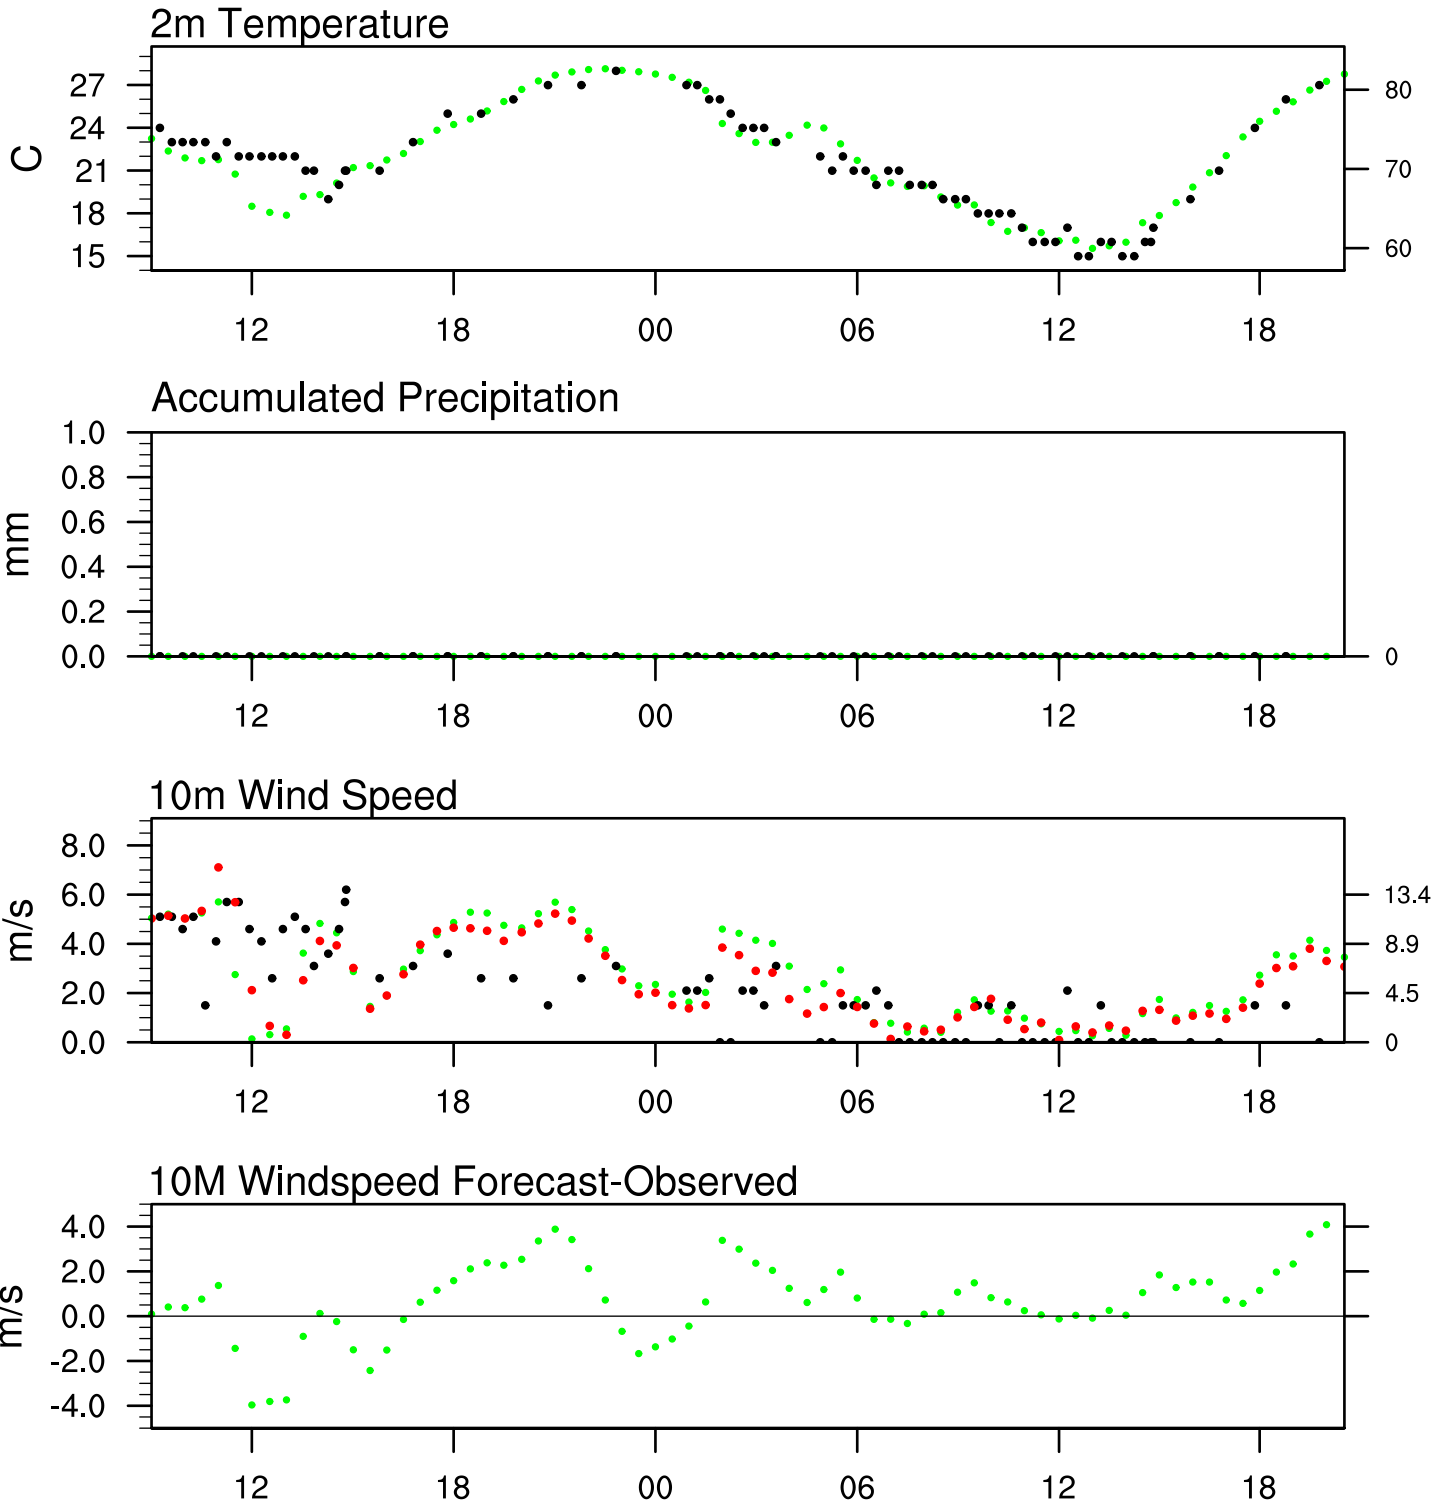 2m Temperature
C
27
24
21
18
15
80
70
60
12 18 00 06 12 18
Accumulated Precipitation
mm
1.0
0.8
0.6
0.4
0.2
0.0
0
12 18 00 06 12 18
10m Wind Speed
m/s
8.0
6.0
4.0
2.0
0.0
13.4
8.9
4.5
0
12 18 00 06 12 18
10M Windspeed Forecast-Observed
m/s
4.0
2.0
0.0
-2.0
-4.0
12 18 00 06 12 18